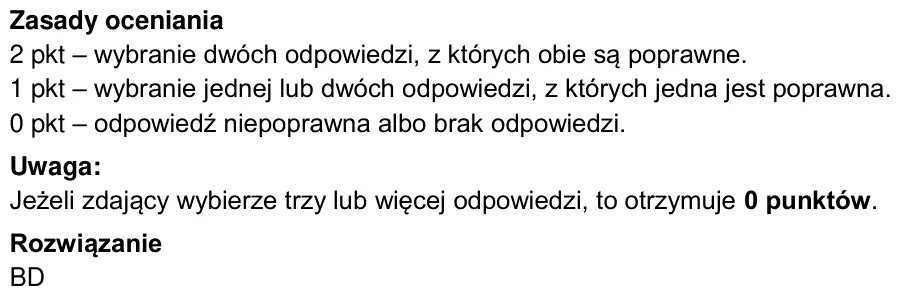 Zasady oceniania
2 pkt – wybranie dwóch odpowiedzi, z których obie są poprawne.
1 pkt – wybranie jednej lub dwóch odpowiedzi, z których jedna jest poprawna.
0 pkt – odpowiedź niepoprawna albo brak odpowiedzi.
Uwaga:
Jeżeli zdający wybierze trzy lub więcej odpowiedzi, to otrzymuje 0 punktów.
Rozwiązanie
BD